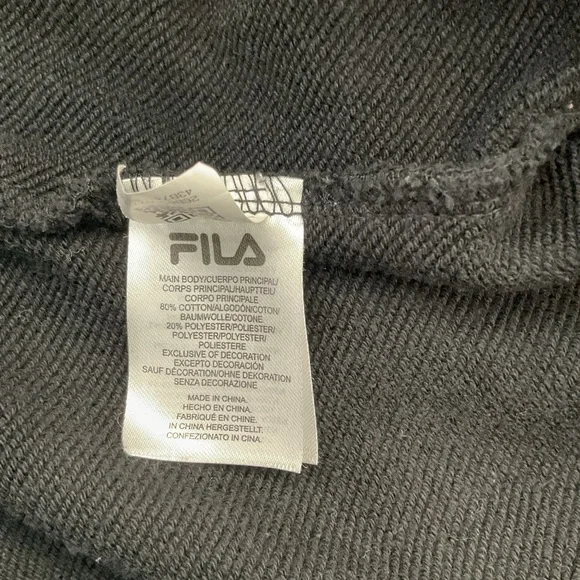 FILA
MAIN BODY/CUERPO PRINCIPAL/
CORPS PRINCIPAL/HAUPTTEIL/
CORPO PRINCIPALE
80% COTTON/ALGODÓN/COTON/
BAUMWOLLE/COTONE
20% POLYESTER/POLIÉSTER/
POLYESTER/POLYESTER/
POLIESTERE
EXCLUSIVE OF DECORATION
EXCEPTO DECORACIÓN
SAUF DÉCORATION/OHNE DEKORATION
SENZA DECORAZIONE
MADE IN CHINA.
HECHO EN CHINA.
FABRIQUÉ EN CHINE.
IN CHINA HERGESTELLT.
CONFEZIONATO IN CINA.